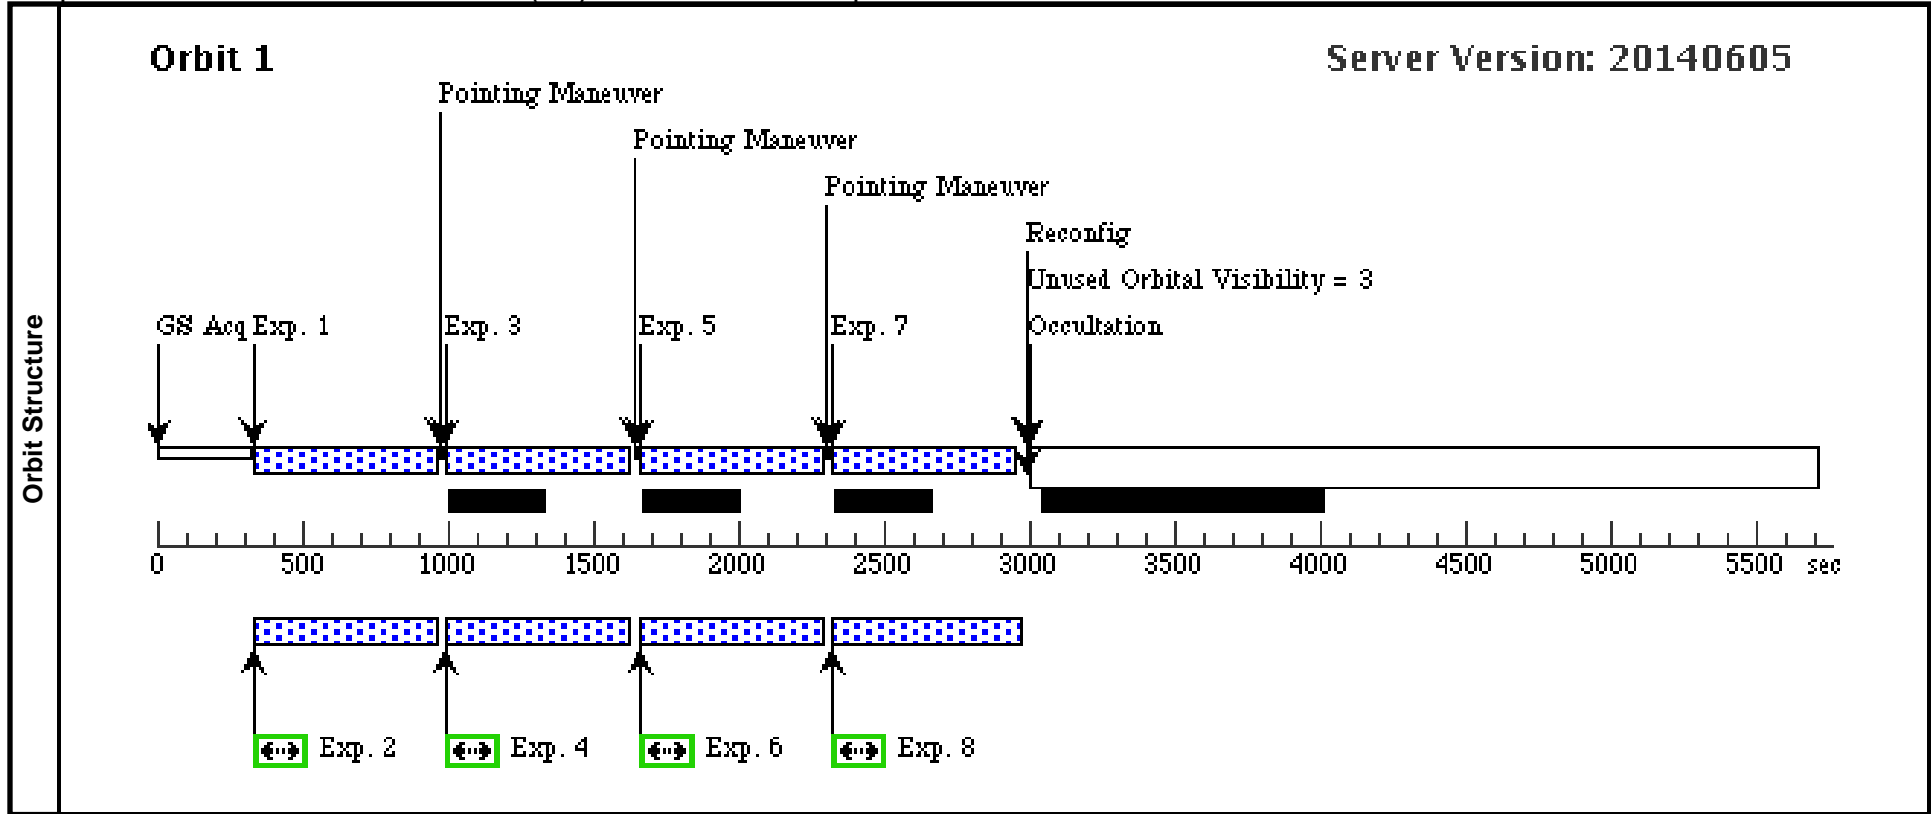 Orbit 1
Server Version: 20140605
Pointing Maneuver
Pointing Maneuver
Pointing Maneuver
Reconfig
Unused Orbital Visibility = 3
GS Acq Exp. 1 Exp. 3 Exp. 5 Exp. 7 Occultation
Orbit Structure
0 500 1000 1500 2000 2500 3000 3500 4000 4500 5000 5500 sec
Exp. 2 Exp. 4 Exp. 6 Exp. 8